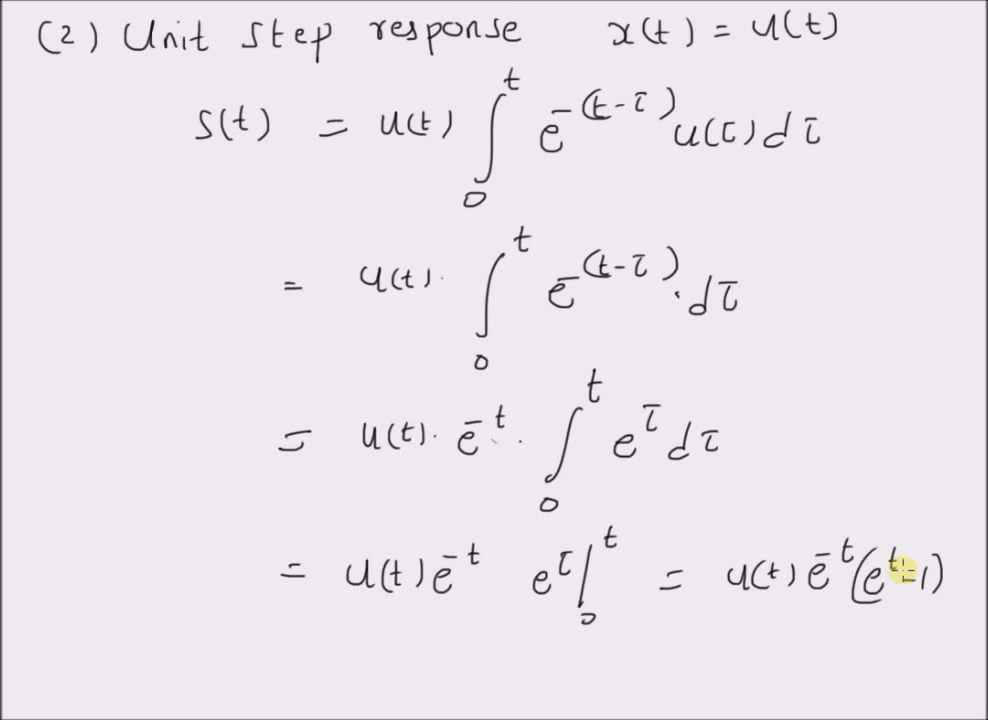 (2) Unit step response x(t) = u(t)
s(t) = u(t) ∫₀ᵗ e^-(t-τ) u(τ) dτ
= u(t). ∫₀ᵗ e^-(t-τ) . dτ
= u(t). e^-t . ∫₀ᵗ e^τ dτ
= u(t) e^-t e^τ |₀ᵗ = u(t) e^-t (e^t - 1)